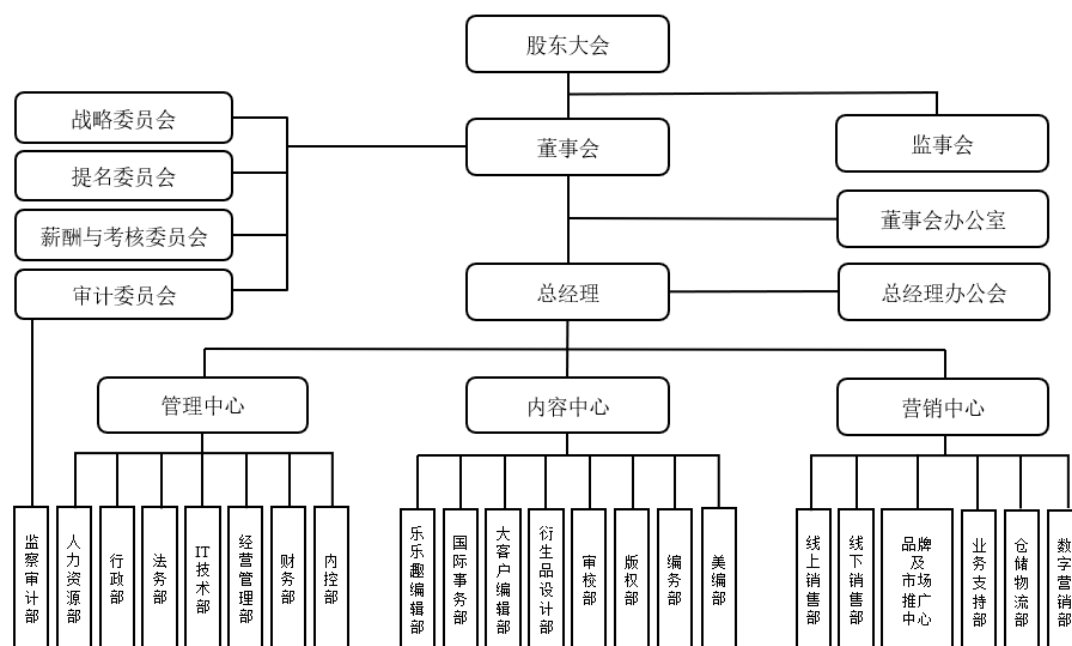 股东大会
战略委员会
董事会
监事会
提名委员会
董事会办公室
薪酬与考核委员会
审计委员会
总经理
总经理办公会
管理中心
内容中心
营销中心
监察审计部
人力资源部
行政部
法务部
IT技术部
经营管理部
财务部
内控部
乐乐趣编辑部
国际事务部
大客户编辑部
衍生品设计部
审校部
版权部
编务部
美编部
线上销售部
线下销售部
品牌
及
市场
推广
中心
业务支持部
仓储物流部
数字营销部